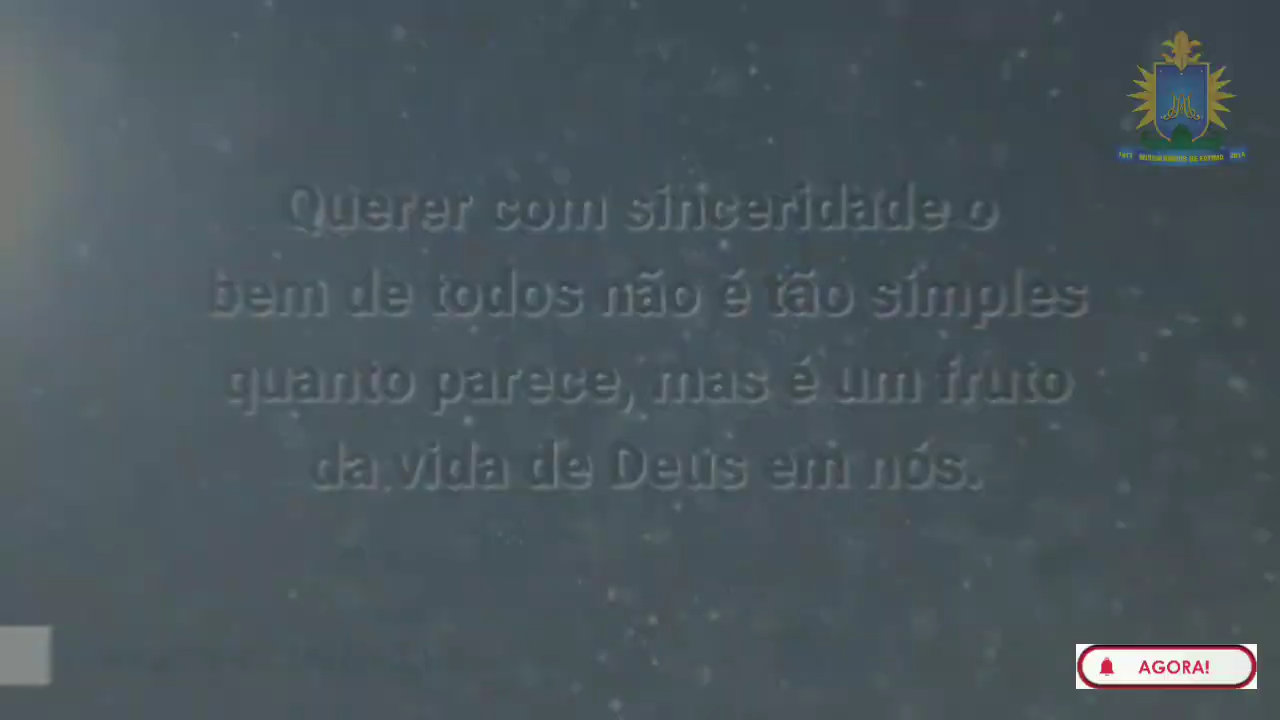 Querer com sinceridade o
bem de todos não é tão simples
quanto parece, mas é um fruto
da vida de Deus em nós.
AGORA!